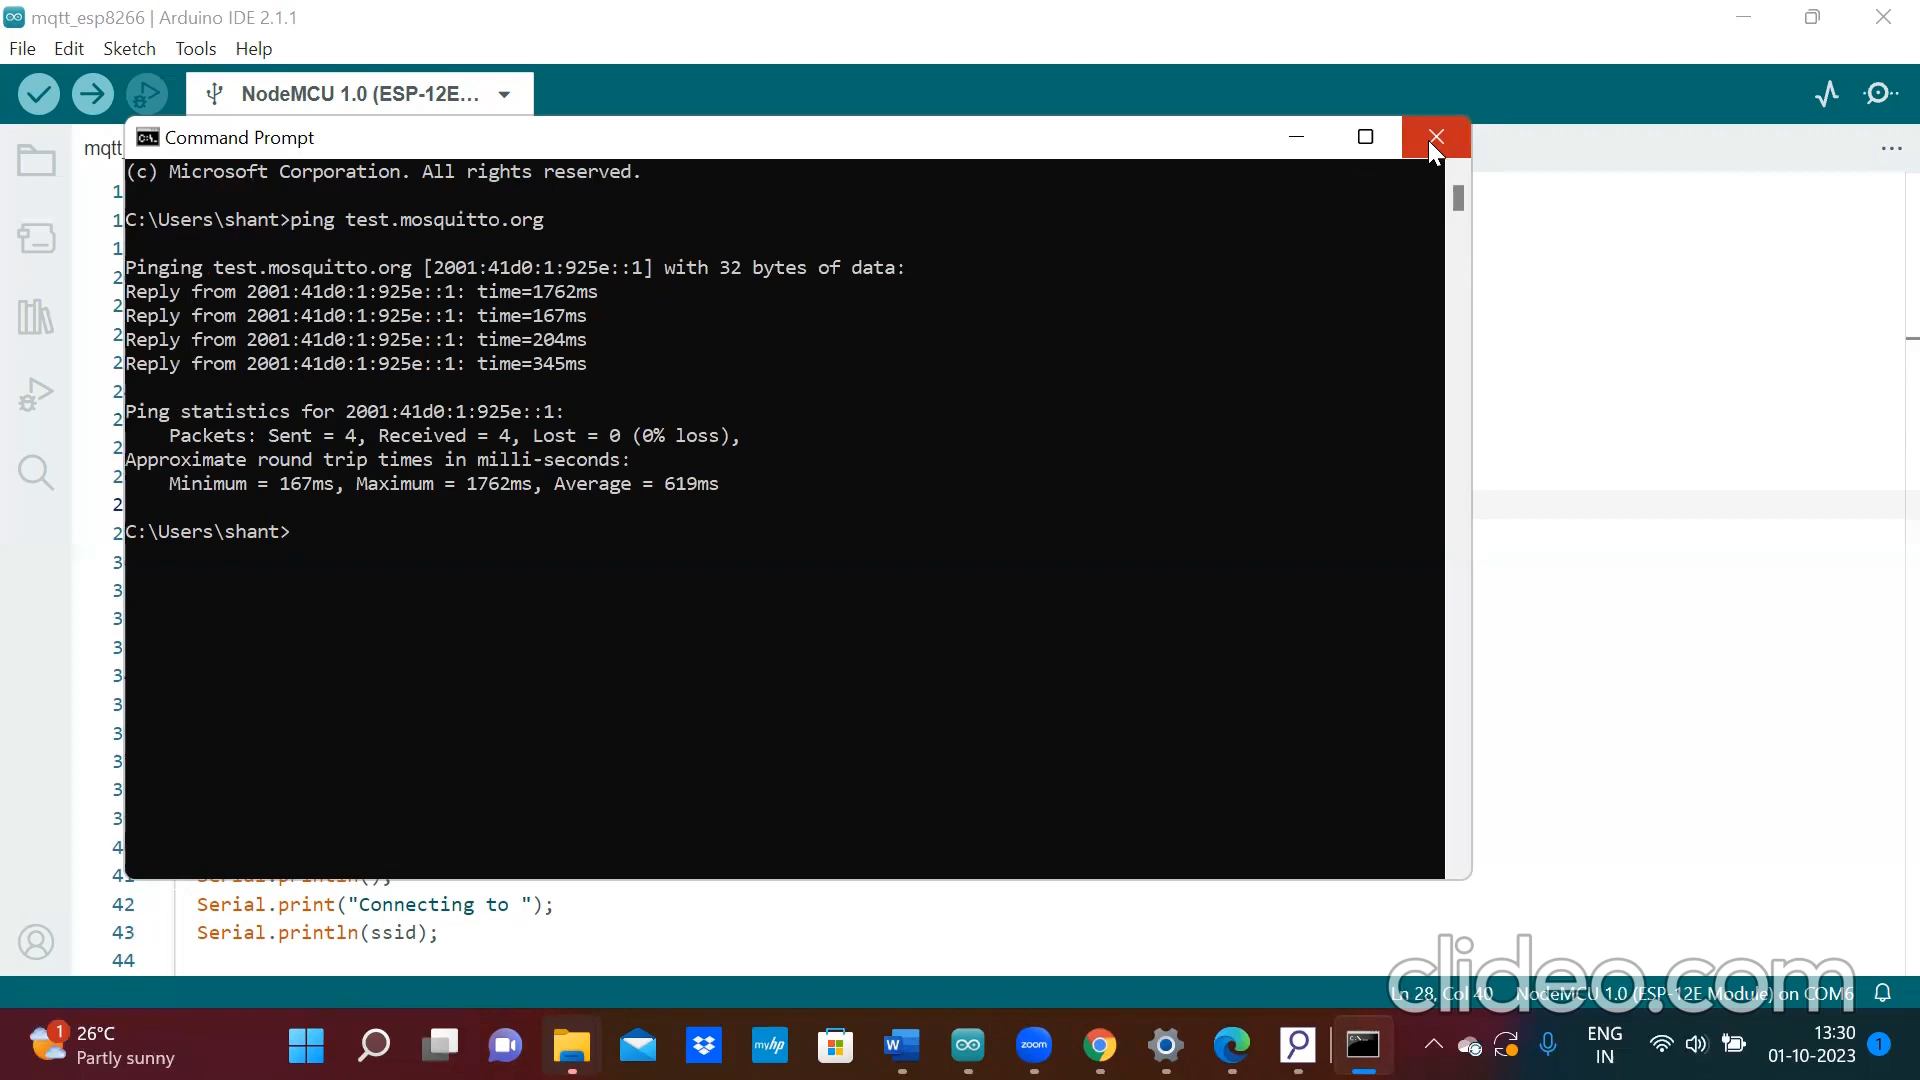 mqtt_esp8266 | Arduino IDE 2.1.1
File Edit Sketch Tools Help
NodeMCU 1.0 (ESP-12E...
Command Prompt
(c) Microsoft Corporation. All rights reserved.
C:\Users\shant>ping test.mosquitto.org
Pinging test.mosquitto.org [2001:41d0:1:925e::1] with 32 bytes of data:
Reply from 2001:41d0:1:925e::1: time=1762ms
Reply from 2001:41d0:1:925e::1: time=167ms
Reply from 2001:41d0:1:925e::1: time=204ms
Reply from 2001:41d0:1:925e::1: time=345ms
Ping statistics for 2001:41d0:1:925e::1:
Packets: Sent = 4, Received = 4, Lost = 0 (0% loss),
Approximate round trip times in milli-seconds:
Minimum = 167ms, Maximum = 1762ms, Average = 619ms
C:\Users\shant>
41 Serial.println();
42 Serial.print("Connecting to ");
43 Serial.println(ssid);
44
clideo.com
Ln 28, Col 40 NodeMCU 1.0 (ESP-12E Module) on COM6
1 26°C
Partly sunny
myhp
W
zoom
ENG
IN
13:30
01-10-2023
1